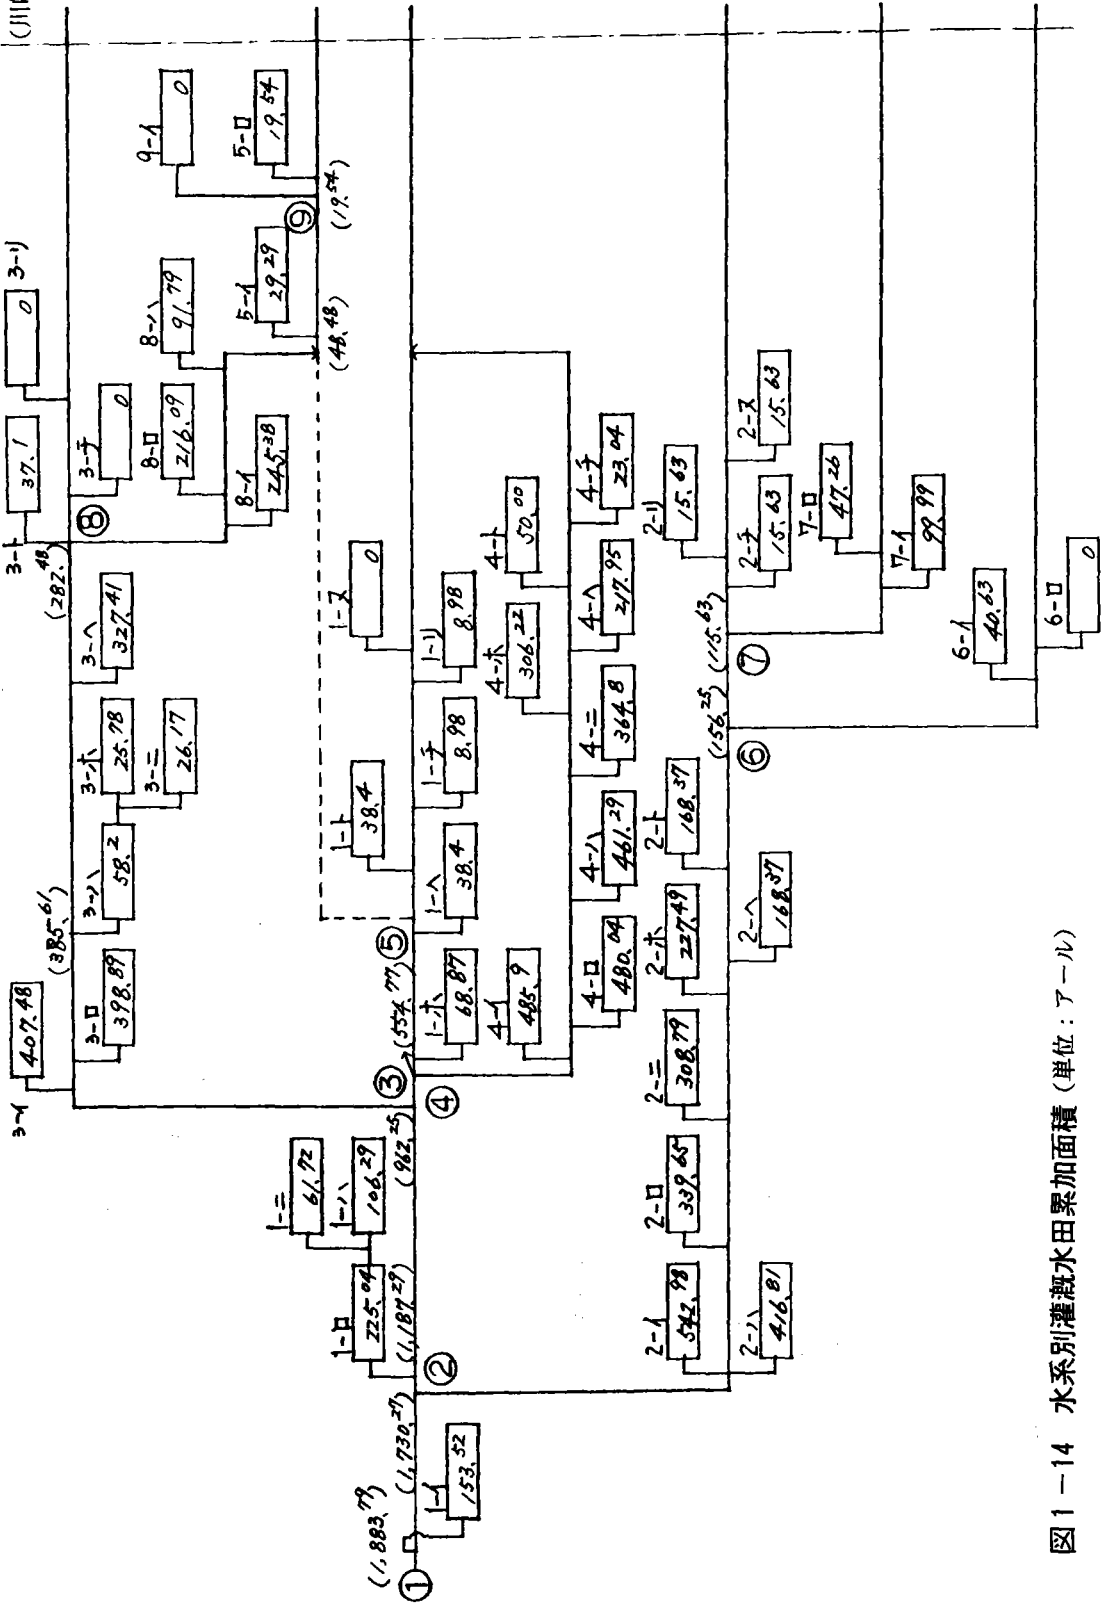 (川
3-イ
407.48
3-ト
37.1
3-リ
0
(385.61)
(282.48)
⑧
3-ロ
398.89
3-ハ
58.2
3-ホ
25.78
3-ニ
26.17
3-ヘ
327.41
3-チ
0
8-ロ
216.09
8-ハ
91.79
8-イ
245.38
9-イ
0
5-イ
29.29
5-ロ
19.54
⑨
(48.48)
(19.54)
1-ニ
61.72
1-ロ
225.04
1-ハ
106.29
1-ト
38.4
1-ヌ
0
①
(1,883.79)
(1,730.27)
②
(1,187.29)
(962.25)
③
④
(554.77)
⑤
1-イ
153.52
1-ホ
68.87
1-ヘ
38.4
1-チ
8.98
1-リ
8.98
4-イ
485.9
4-ホ
306.22
4-ト
50.00
4-ロ
480.04
4-ハ
461.29
4-ニ
364.8
4-ヘ
217.95
4-チ
23.04
2-イ
542.98
2-ロ
339.65
2-ニ
308.79
2-ホ
227.49
2-ト
168.37
2-リ
15.63
2-ハ
416.81
2-ヘ
168.37
⑥
(156.25)
⑦
(115.63)
2-チ
15.63
2-ヌ
15.63
7-ロ
47.26
7-イ
99.99
6-イ
40.63
6-ロ
0
図1-14 水系別灌漑水田累加面積(単位:アール)